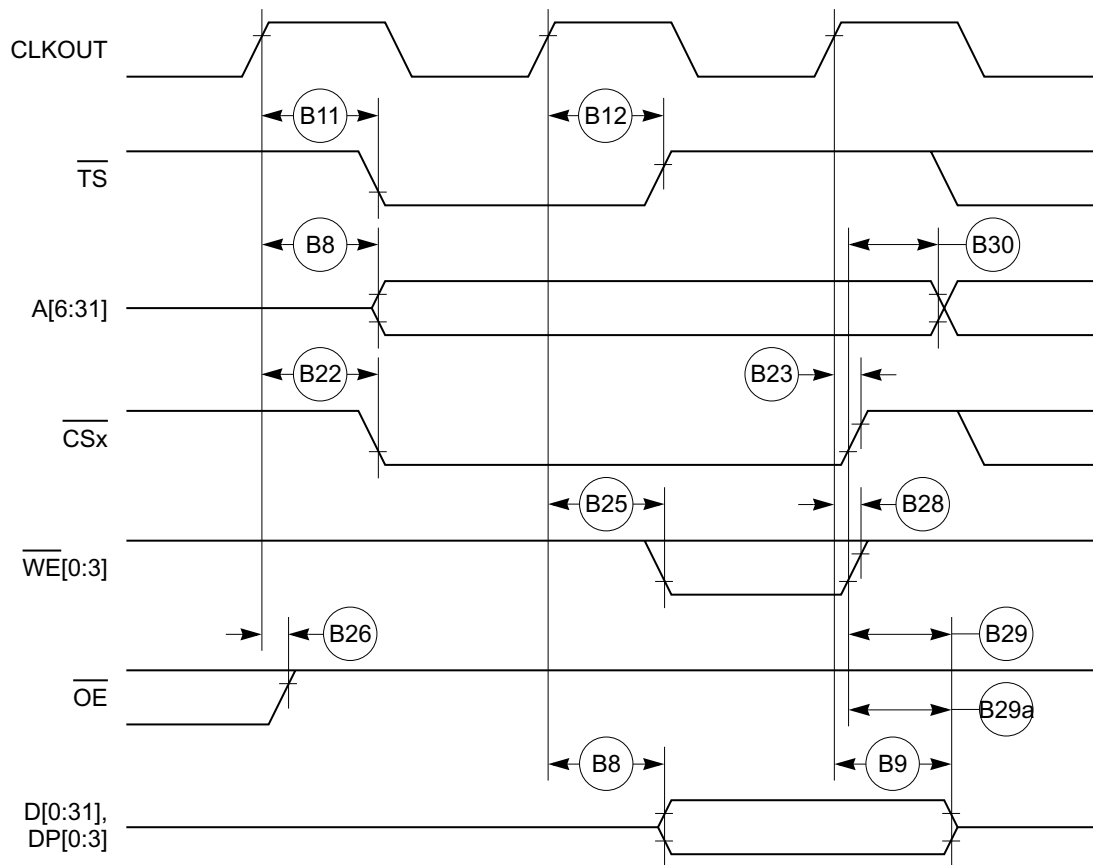 CLKOUT
B11
B12
TS
B8
B30
A[6:31]
B22
B23
CSx
B25
B28
WE[0:3]
B26
B29
OE
B29a
B8
B9
D[0:31],
DP[0:3]